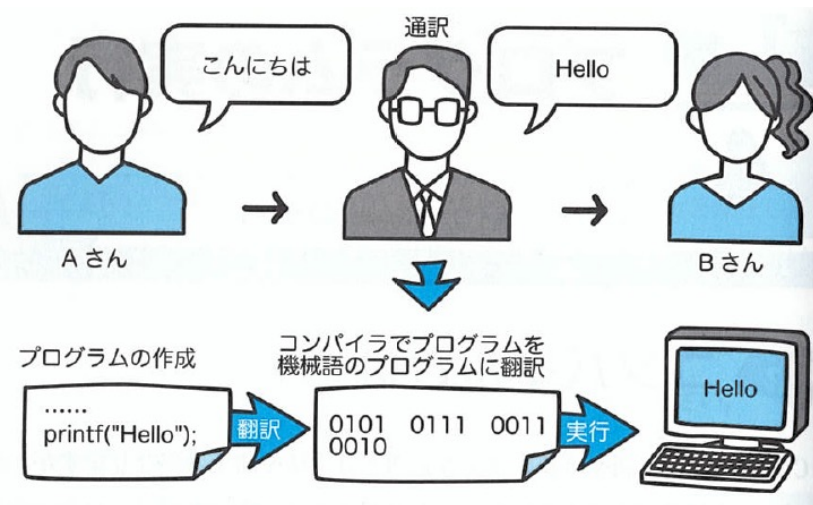 通訳
こんにちは
Hello
Aさん
Bさん
プログラムの作成
......
printf("Hello");
翻訳
コンパイラでプログラムを
機械語のプログラムに翻訳
0101 0111 0011
0010
実行
Hello